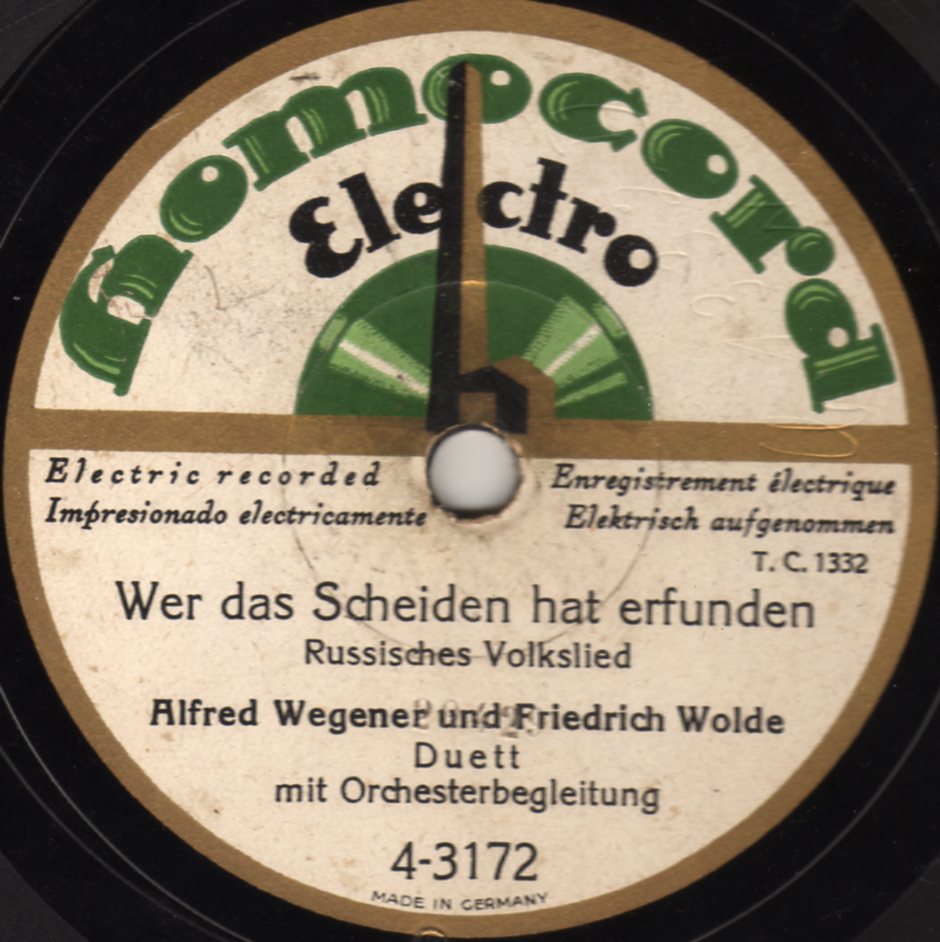 homocord
Electro
Electric recorded
Impresionado electricamente
Enregistrement électrique
Elektrisch aufgenommen
T. C. 1332
Wer das Scheiden hat erfunden
Russisches Volkslied
Alfred Wegener und Friedrich Wolde
Duett
mit Orchesterbegleitung
4-3172
MADE IN GERMANY